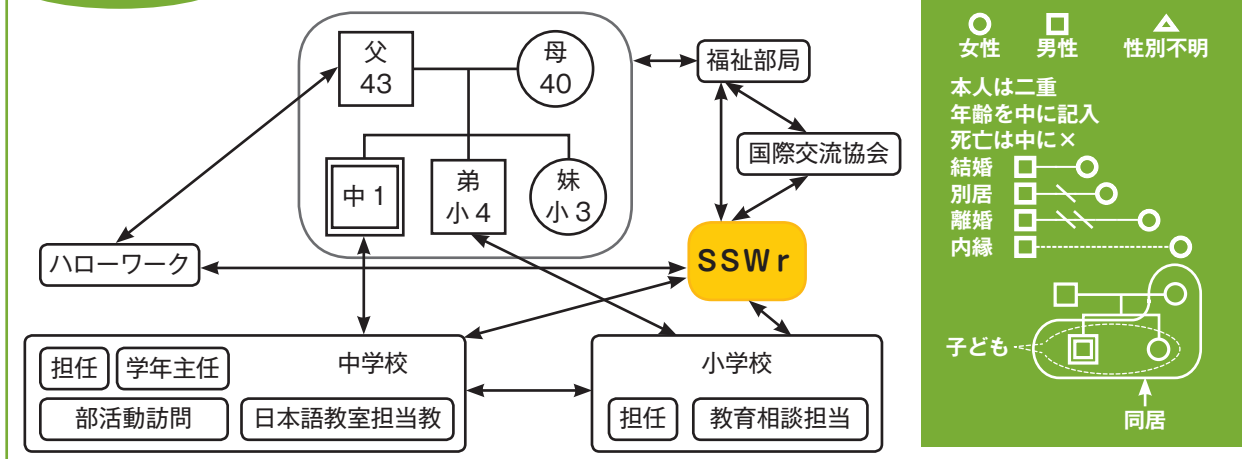 父
43
母
40
中1
弟
小4
妹
小3
福祉部局
国際交流協会
ハローワーク
SSWr
担任
学年主任
中学校
部活動訪問
日本語教室担当教
小学校
担任
教育相談担当
女性
男性
性別不明
本人は二重
年齢を中に記入
死亡は中に×
結婚
別居
離婚
内縁
子ども
同居